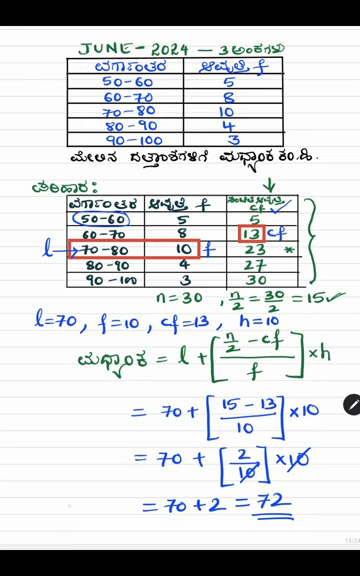 JUNE - 2024 - 3 ಅಂಕಗಳು
ವರ್ಗಾಂತರ ಆವೃತ್ತಿ f
50-60 5
60-70 8
70-80 10
80-90 4
90-100 3
ಮೇಲಿನ ದತ್ತಾಂಶಗಳಿಗೆ ಮಧ್ಯಾಂಕ ಕಂ.ಹಿ.
ಪರಿಹಾರ:
ವರ್ಗಾಂತರ ಆವೃತ್ತಿ f ಸಂಚಿತ ಆವೃತ್ತಿ cf ✓
50-60 5 5
60-70 8 13 cf
l → 70-80 10 f 23 *
80-90 4 27
90-100 3 30
n=30 , n/2 = 30/2 = 15 ✓
l=70 , f=10 , cf=13 , h=10
ಮಧ್ಯಾಂಕ = l + [ (n/2 - cf) / f ] × h
= 70 + [ (15 - 13) / 10 ] × 10
= 70 + [ 2 / 10 ] × 10
= 70 + 2 = 72